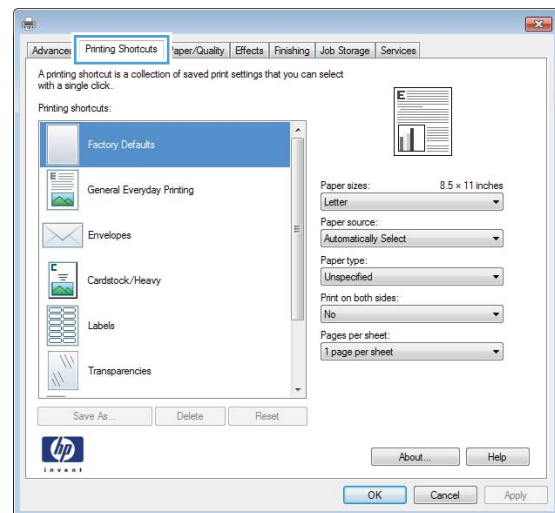 Advanced Printing Shortcuts Paper/Quality Effects Finishing Job Storage Services
A printing shortcut is a collection of saved print settings that you can select
with a single click.
Printing shortcuts:
Factory Defaults
General Everyday Printing
Envelopes
Cardstock/Heavy
Labels
Transparencies
E
E
E
Paper sizes: 8.5 × 11 inches
Letter
Paper source:
Automatically Select
Paper type:
Unspecified
Print on both sides:
No
Pages per sheet:
1 page per sheet
Save As... Delete Reset
hp
invent
About... Help
OK Cancel Apply